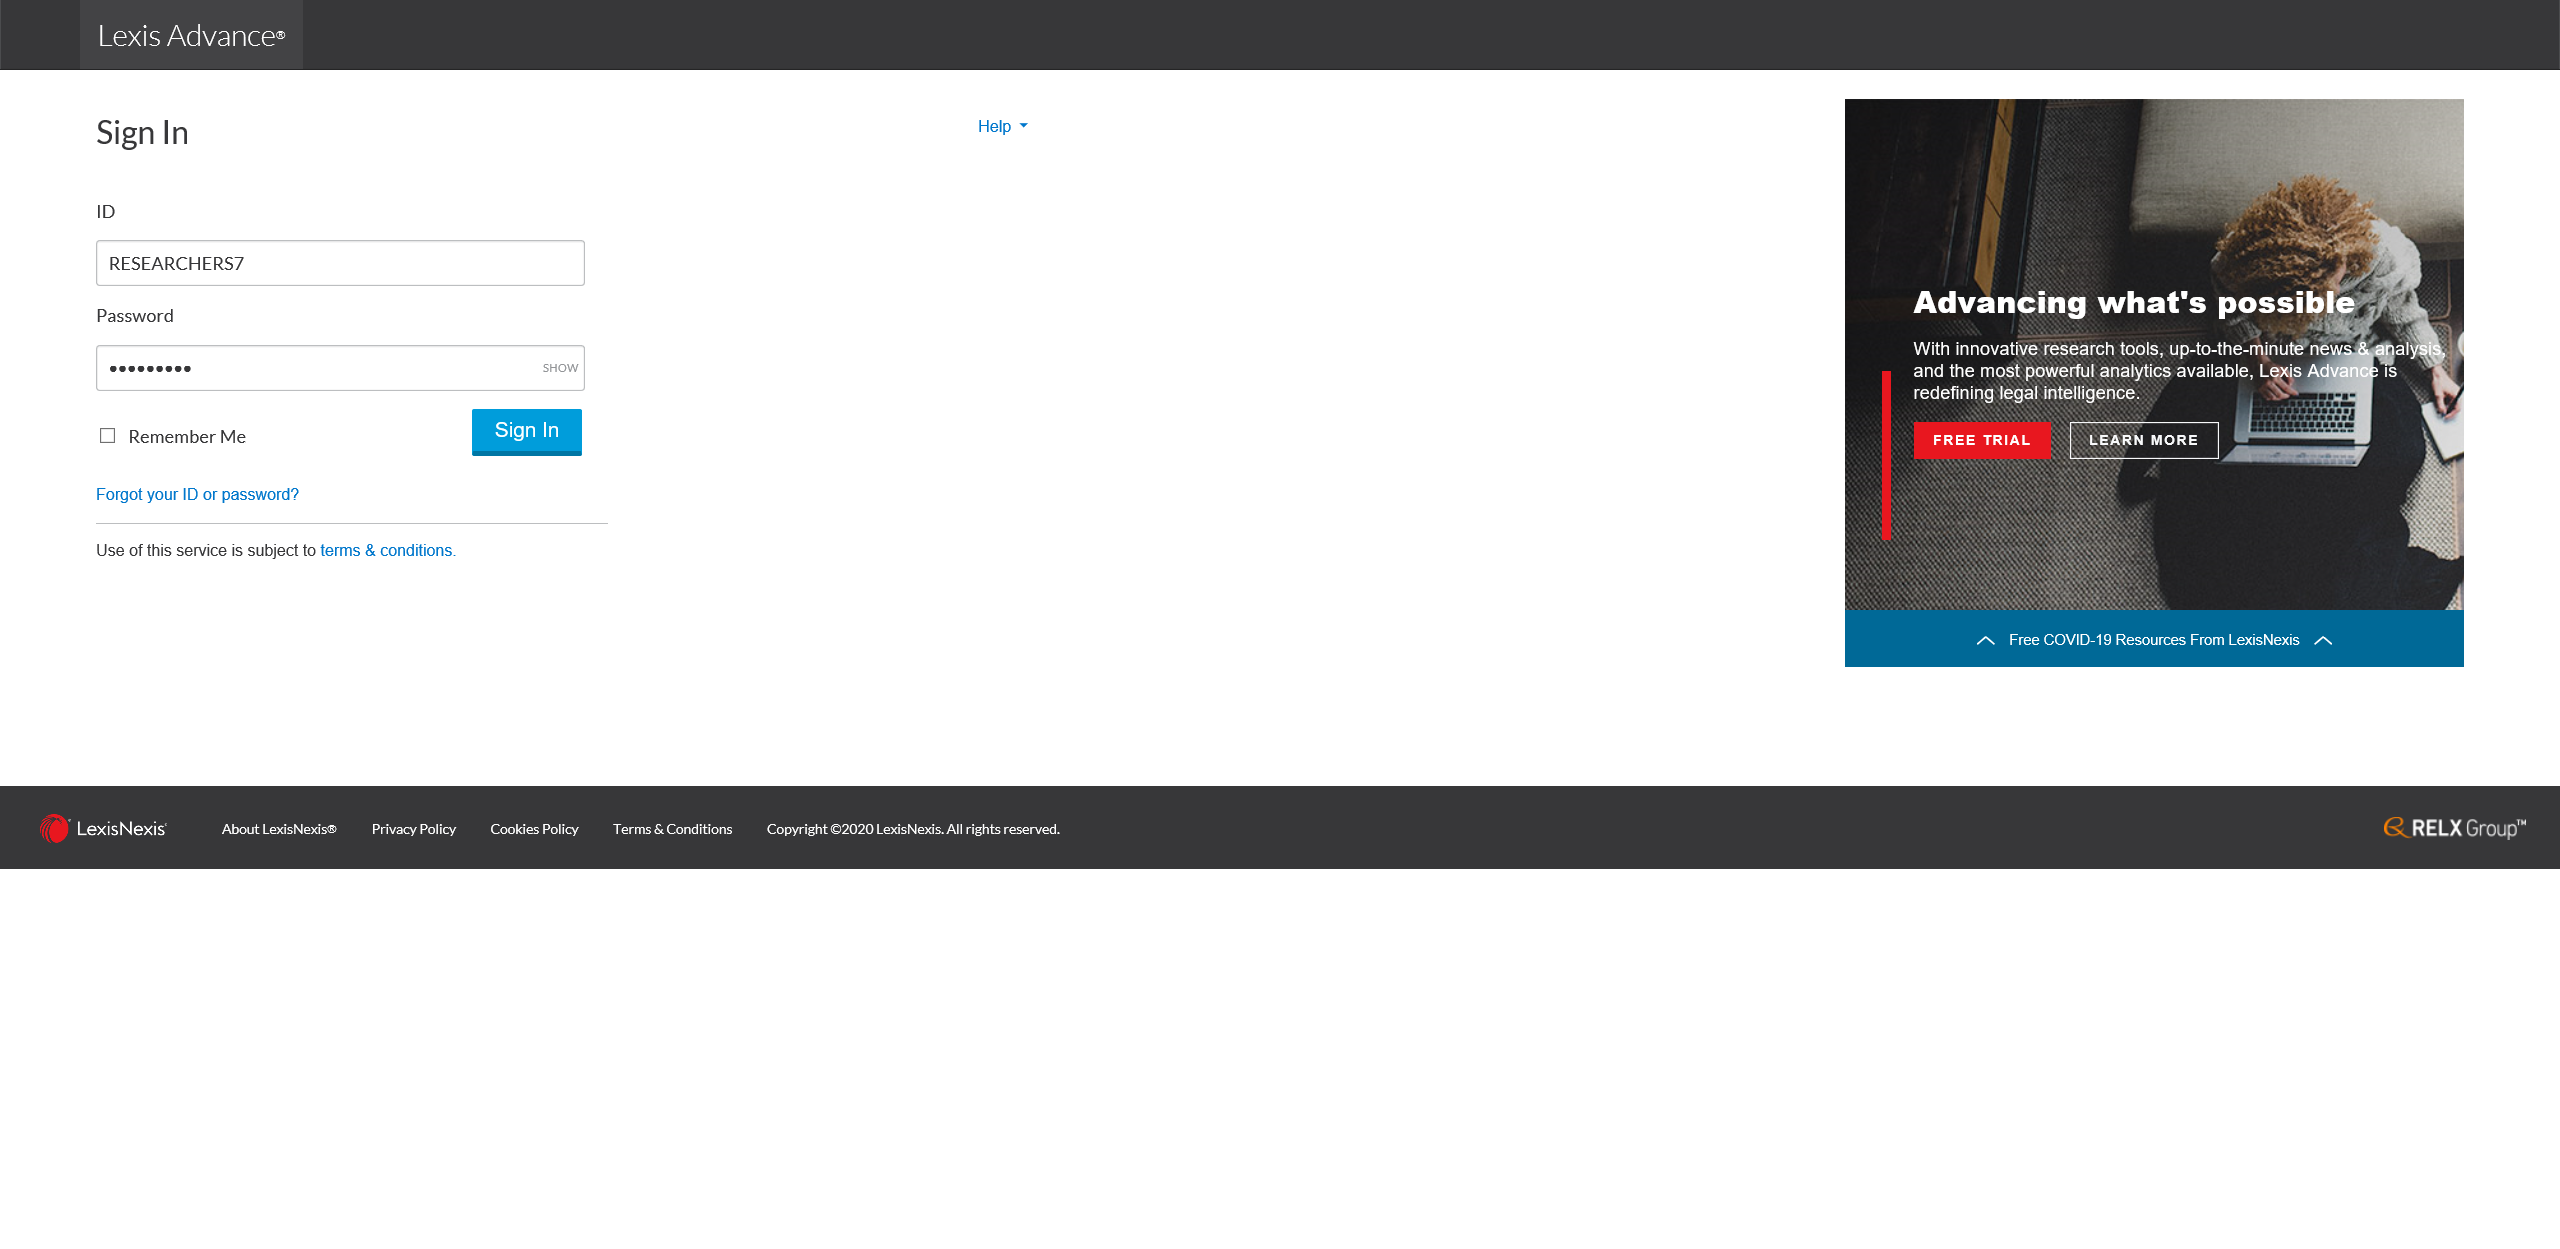 Lexis Advance®
Sign In
Help
ID
RESEARCHERS7
Password
•••••••••
SHOW
Remember Me
Sign In
Forgot your ID or password?
Use of this service is subject to terms & conditions.
Advancing what's possible
With innovative research tools, up-to-the-minute news & analysis,
and the most powerful analytics available, Lexis Advance is
redefining legal intelligence.
FREE TRIAL
LEARN MORE
Free COVID-19 Resources From LexisNexis
LexisNexis®
About LexisNexis®
Privacy Policy
Cookies Policy
Terms & Conditions
Copyright ©2020 LexisNexis. All rights reserved.
RELX Group™